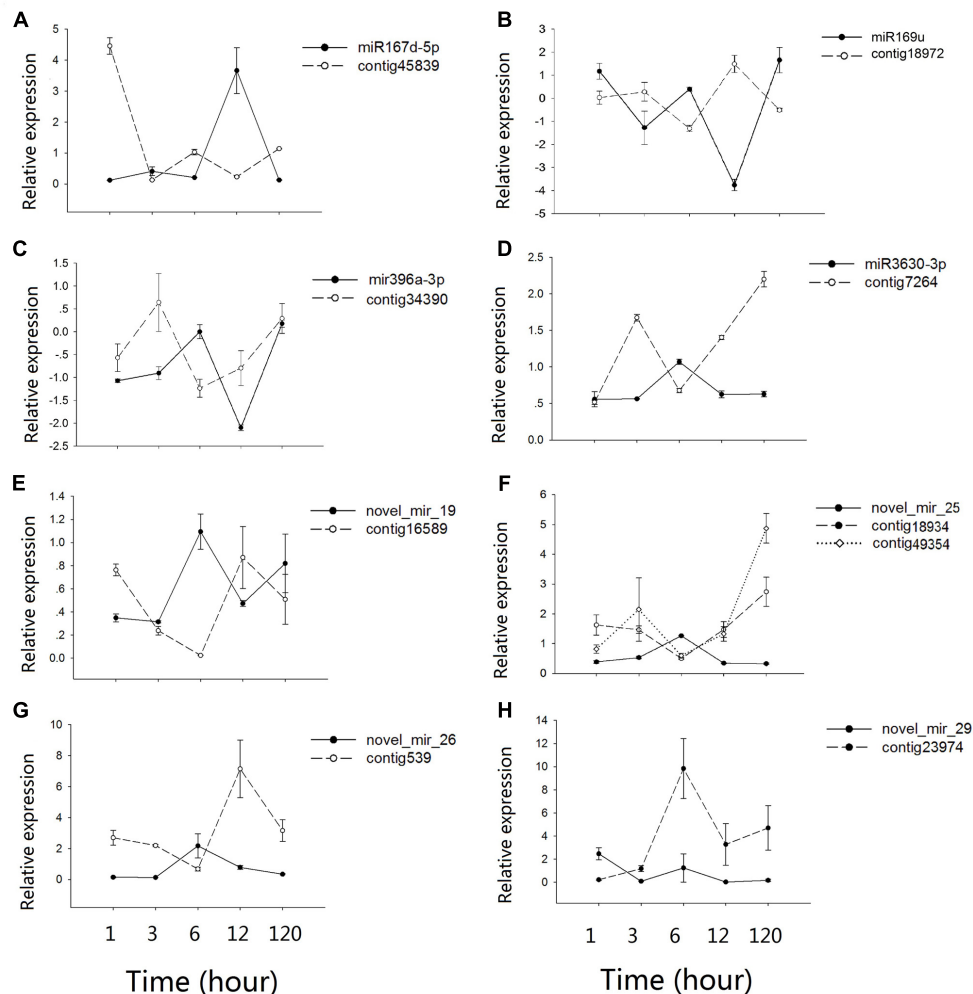 A
Relative expression
5
4
3
2
1
0
miR167d-5p
contig45839
B
Relative expression
3
2
1
0
-1
-2
-3
-4
-5
miR169u
contig18972
C
Relative expression
1.5
1.0
.5
0.0
-.5
-1.0
-1.5
-2.0
-2.5
mir396a-3p
contig34390
D
Relative expression
2.5
2.0
1.5
1.0
.5
0.0
miR3630-3p
contig7264
E
Relative expression
1.4
1.2
1.0
.8
.6
.4
.2
0.0
novel_mir_19
contig16589
F
Relative expression
6
5
4
3
2
1
0
novel_mir_25
contig18934
contig49354
G
Relative expression
10
8
6
4
2
0
novel_mir_26
contig539
1 3 6 12 120
Time (hour)
H
Relative expression
14
12
10
8
6
4
2
0
novel_mir_29
contig23974
1 3 6 12 120
Time (hour)